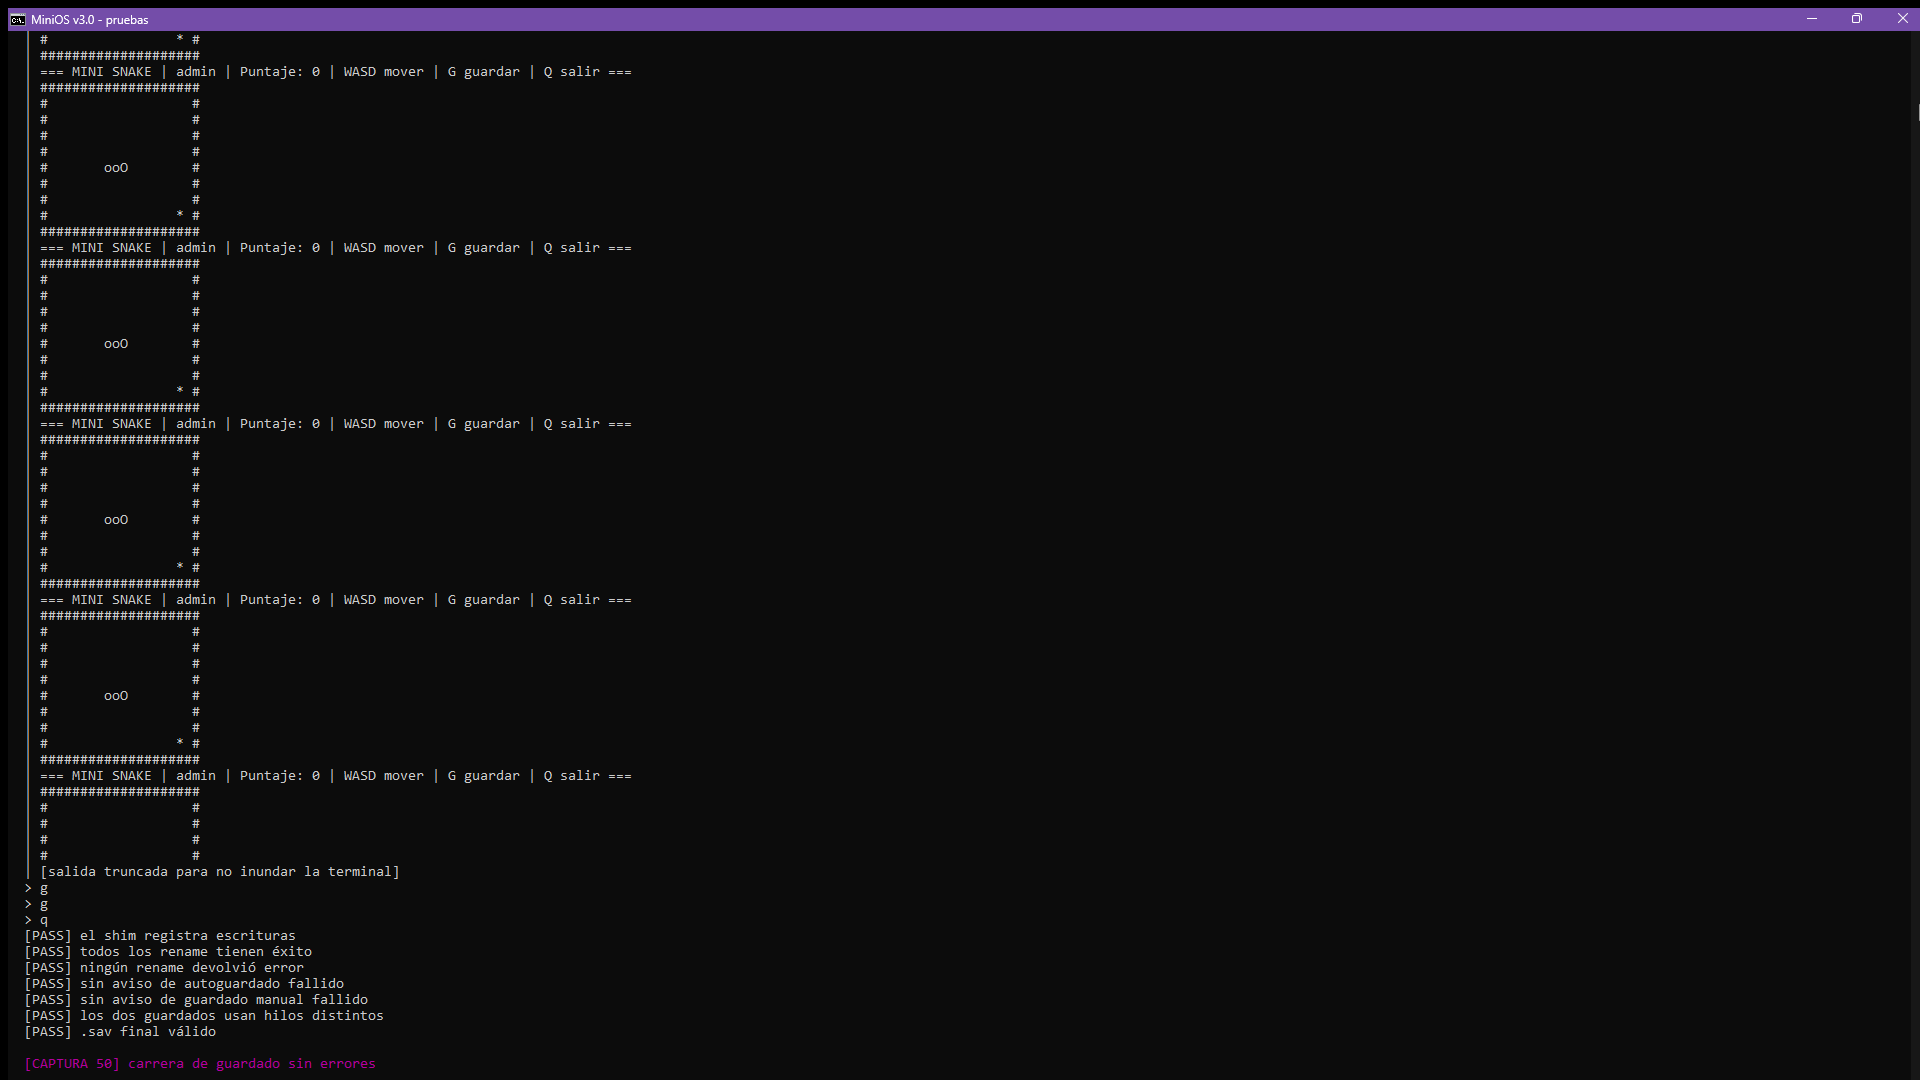 MiniOS v3.0 - pruebas
#                * #
####################
=== MINI SNAKE | admin | Puntaje: 0 | WASD mover | G guardar | Q salir ===
####################
#                  #
#                  #
#                  #
#                  #
#       ooO        #
#                  #
#                  #
#                * #
####################
=== MINI SNAKE | admin | Puntaje: 0 | WASD mover | G guardar | Q salir ===
####################
#                  #
#                  #
#                  #
#                  #
#       ooO        #
#                  #
#                  #
#                * #
####################
=== MINI SNAKE | admin | Puntaje: 0 | WASD mover | G guardar | Q salir ===
####################
#                  #
#                  #
#                  #
#                  #
#       ooO        #
#                  #
#                  #
#                * #
####################
=== MINI SNAKE | admin | Puntaje: 0 | WASD mover | G guardar | Q salir ===
####################
#                  #
#                  #
#                  #
#                  #
#       ooO        #
#                  #
#                  #
#                * #
####################
=== MINI SNAKE | admin | Puntaje: 0 | WASD mover | G guardar | Q salir ===
####################
#                  #
#                  #
#                  #
#                  #
[salida truncada para no inundar la terminal]
> g
> g
> q
[PASS] el shim registra escrituras
[PASS] todos los rename tienen éxito
[PASS] ningún rename devolvió error
[PASS] sin aviso de autoguardado fallido
[PASS] sin aviso de guardado manual fallido
[PASS] los dos guardados usan hilos distintos
[PASS] .sav final válido
[CAPTURA 50] carrera de guardado sin errores